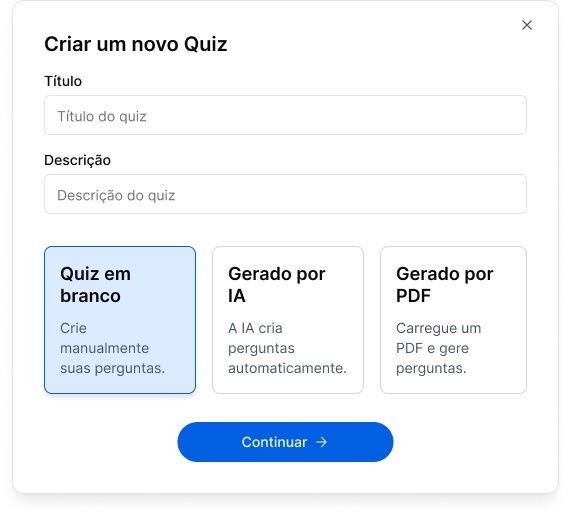 Criar um novo Quiz
Título
Título do quiz
Descrição
Descrição do quiz
Quiz em
branco
Crie
manualmente
suas perguntas.
Gerado por
IA
A IA cria
perguntas
automaticamente.
Gerado por
PDF
Carregue um
PDF e gere
perguntas.
Continuar →